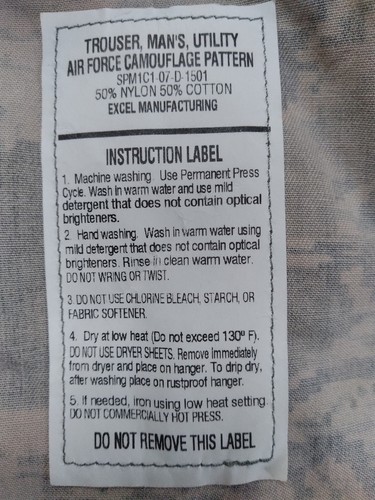 TROUSER, MAN'S, UTILITY
AIR FORCE CAMOUFLAGE PATTERN
SPM1C1-07-D-1501
50% NYLON 50% COTTON
EXCEL MANUFACTURING
INSTRUCTION LABEL
1. Machine washing. Use Permanent Press
Cycle. Wash in warm water and use mild
detergent that does not contain optical
brighteners.
2. Hand washing. Wash in warm water using
mild detergent that does not contain optical
brighteners. Rinse in clean warm water.
DO NOT WRING OR TWIST.
3. DO NOT USE CHLORINE BLEACH, STARCH, OR
FABRIC SOFTENER.
4. Dry at low heat (Do not exceed 130º F).
DO NOT USE DRYER SHEETS. Remove immediately
from dryer and place on hanger. To drip dry,
after washing place on rustproof hanger.
5. If needed, iron using low heat setting.
DO NOT COMMERCIALLY HOT PRESS.
DO NOT REMOVE THIS LABEL